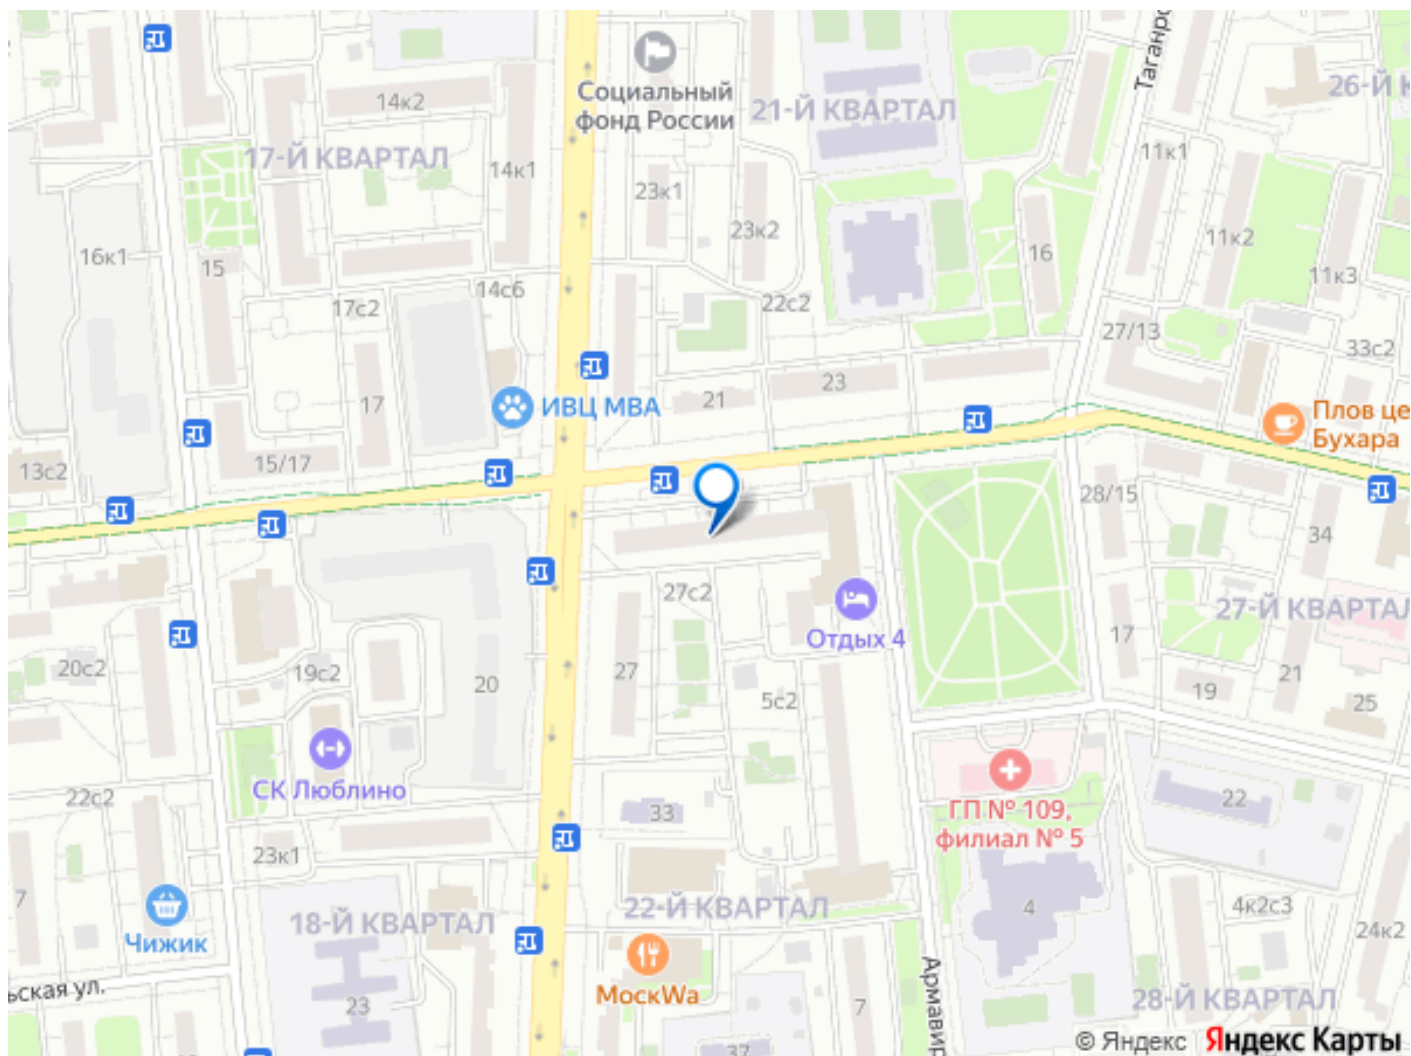 Таганро
Социальный
фонд России
21-Й КВАРТАЛ
26-Й К
14к2
17-Й КВАРТАЛ
14к1
11к1
23к1
23к2
11к2
16к1
15
16
11к3
14с6
17с2
22с2
27/13
33с2
17
ИВЦ МВА
21
23
Плов це
Бухара
13с2
15/17
28/15
34
27с2
27-Й КВАРТАЛ
Отдых 4
17
20с2
19с2
20
27
5с2
19
21
25
СК Люблино
22с2
33
ГП № 109,
филиал № 5
22
23к1
7
18-Й КВАРТАЛ
22-Й КВАРТАЛ
4
4к2с3
24к2
Чижик
ьская ул.
23
МоскWa
7
Армавир
28-Й КВАРТАЛ
37
© Яндекс Яндекс Карты